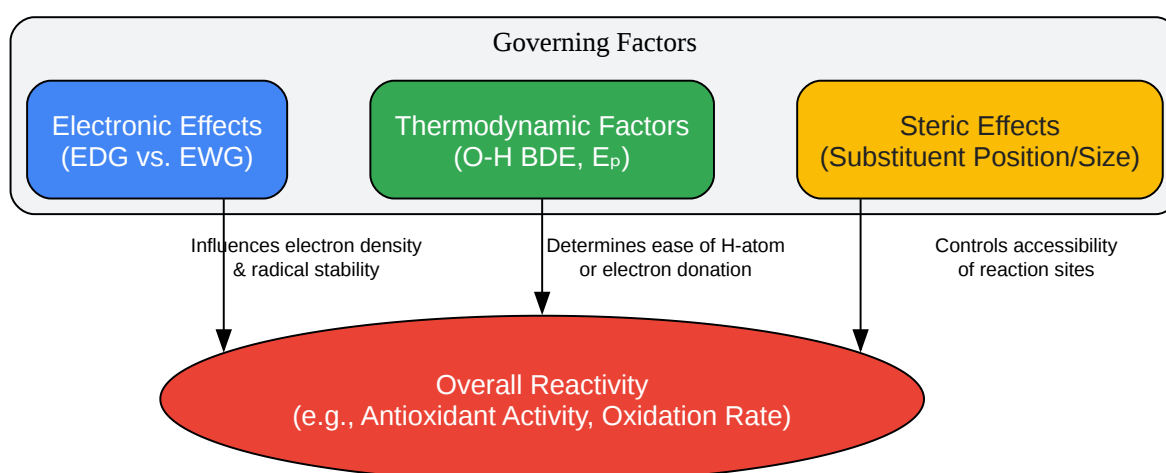 Governing Factors
Electronic Effects
(EDG vs. EWG)
Thermodynamic Factors
(O-H BDE, Eₚ)
Steric Effects
(Substituent Position/Size)
Influences electron density
& radical stability
Determines ease of H-atom
or electron donation
Controls accessibility
of reaction sites
Overall Reactivity
(e.g., Antioxidant Activity, Oxidation Rate)